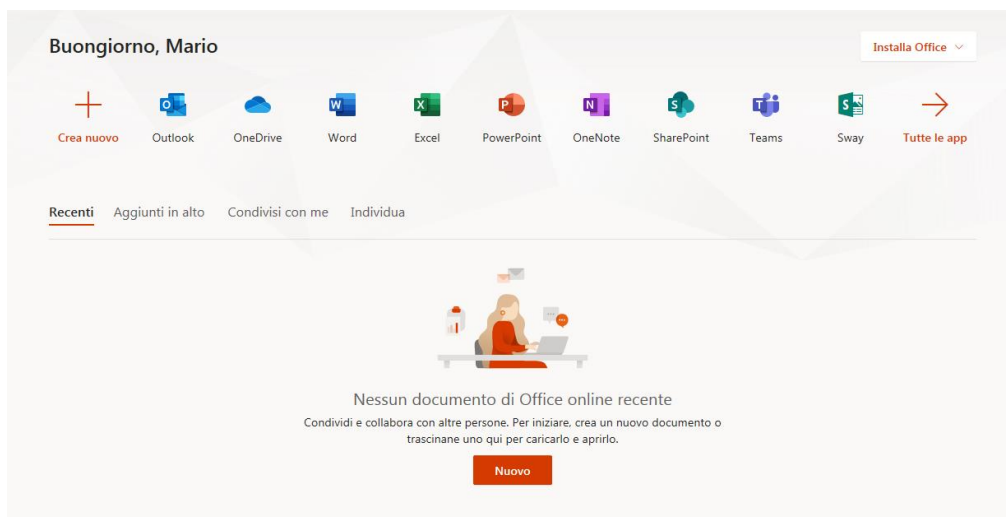 Buongiorno, Mario
Installa Office
Crea nuovo
Outlook
OneDrive
Word
Excel
PowerPoint
OneNote
SharePoint
Teams
Sway
Tutte le app
Recenti Aggiunti in alto Condivisi con me Individua
Nessun documento di Office online recente
Condividi e collabora con altre persone. Per iniziare, crea un nuovo documento o
trascinane uno qui per caricarlo e aprirlo.
Nuovo